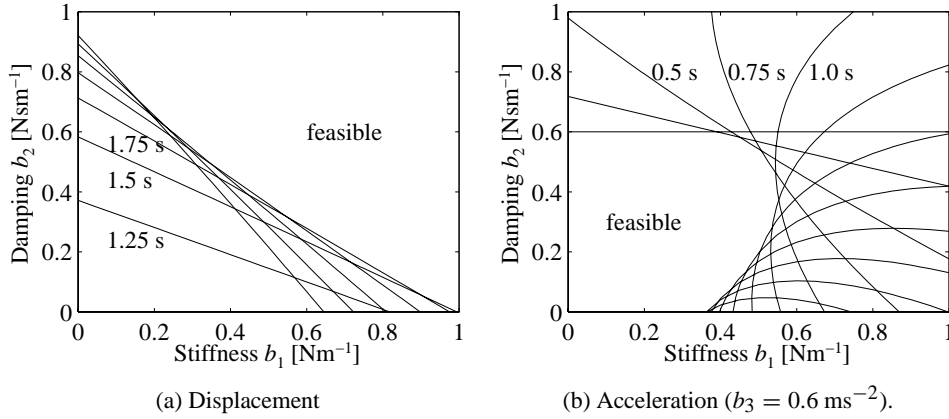 1
0.8
0.6
0.4
0.2
0
0
0.2
0.4
0.6
0.8
1
Damping b₂ [Nsm⁻¹]
Stiffness b₁ [Nm⁻¹]
feasible
1.75 s
1.5 s
1.25 s
(a) Displacement
1
0.8
0.6
0.4
0.2
0
0
0.2
0.4
0.6
0.8
1
Damping b₂ [Nsm⁻¹]
Stiffness b₁ [Nm⁻¹]
0.5 s
0.75 s
1.0 s
feasible
(b) Acceleration (b₃ = 0.6 ms⁻²).